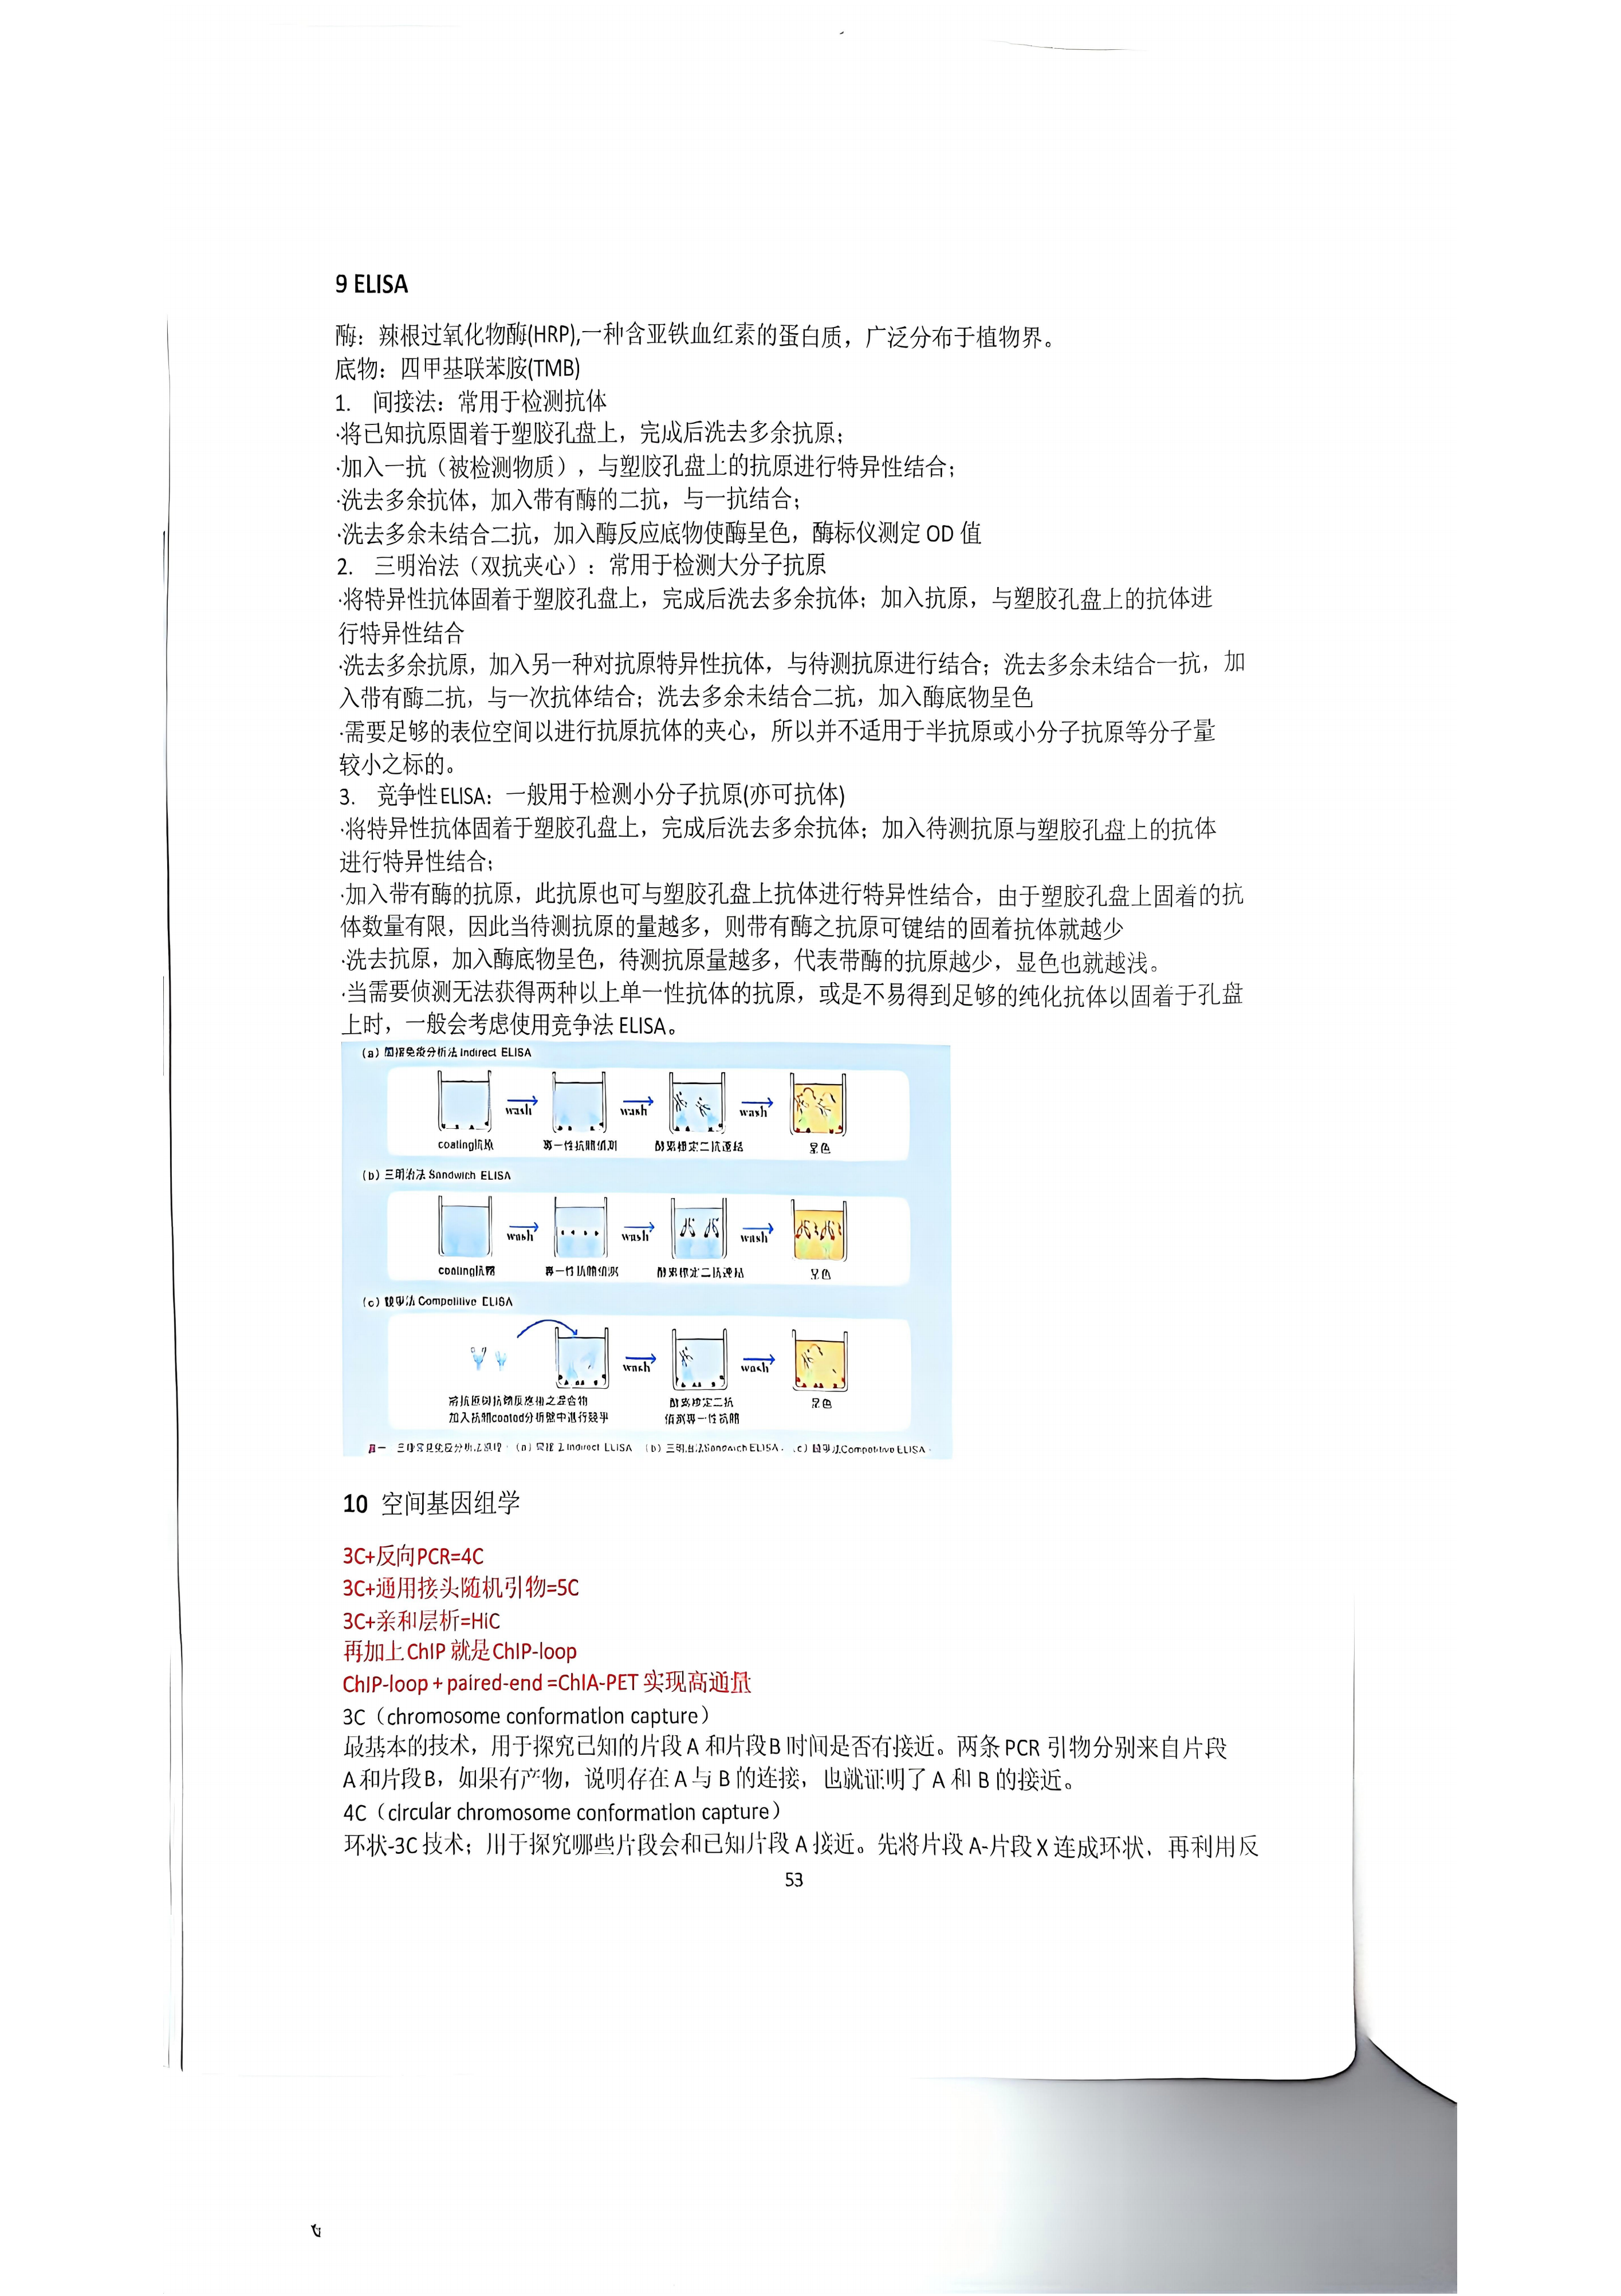 9 ELISA
酶：辣根过氧化物酶(HRP),一种含亚铁血红素的蛋白质，广泛分布于植物界。
底物：四甲基联苯胺(TMB)
1. 间接法：常用于检测抗体
·将已知抗原固着于塑胶孔盘上，完成后洗去多余抗原；
·加入一抗（被检测物质），与塑胶孔盘上的抗原进行特异性结合；
·洗去多余抗体，加入带有酶的二抗，与一抗结合；
·洗去多余未结合二抗，加入酶反应底物使酶呈色，酶标仪测定 OD 值
2. 三明治法（双抗夹心）：常用于检测大分子抗原
·将特异性抗体固着于塑胶孔盘上，完成后洗去多余抗体；加入抗原，与塑胶孔盘上的抗体进
行特异性结合
·洗去多余抗原，加入另一种对抗原特异性抗体，与待测抗原进行结合；洗去多余未结合一抗，加
入带有酶二抗，与一次抗体结合；洗去多余未结合二抗，加入酶底物呈色
·需要足够的表位空间以进行抗原抗体的夹心，所以并不适用于半抗原或小分子抗原等分子量
较小之标的。
3. 竞争性 ELISA：一般用于检测小分子抗原(亦可抗体)
·将特异性抗体固着于塑胶孔盘上，完成后洗去多余抗体；加入待测抗原与塑胶孔盘上的抗体
进行特异性结合；
·加入带有酶的抗原，此抗原也可与塑胶孔盘上抗体进行特异性结合，由于塑胶孔盘上固着的抗
体数量有限，因此当待测抗原的量越多，则带有酶之抗原可键结的固着抗体就越少
·洗去抗原，加入酶底物呈色，待测抗原量越多，代表带酶的抗原越少，显色也就越浅。
·当需要侦测无法获得两种以上单一性抗体的抗原，或是不易得到足够的纯化抗体以固着于孔盘
上时，一般会考虑使用竞争法 ELISA。
(a) 免疫分析法 Indirect ELISA
wash wash wash
coating抗原 二抗 呈色
(b) 三明治法 Sandwich ELISA
wash wash wash
coating 二抗 呈色
(c) Competitive ELISA
wash wash
二抗 呈色
(a) Indirect ELISA (b) 三明治法Sandwich ELISA (c) Competitive ELISA
10 空间基因组学
3C+反向PCR=4C
3C+通用接头随机引物=5C
3C+亲和层析=HiC
再加上 ChIP 就是 ChIP-loop
ChIP-loop + paired-end =ChIA-PET 实现高通量
3C（chromosome conformation capture）
最基本的技术，用于探究已知的片段 A 和片段 B 时间是否有接近。两条 PCR 引物分别来自片段
A 和片段 B，如果有产物，说明存在 A 与 B 的连接，也就证明了 A 和 B 的接近。
4C（circular chromosome conformation capture）
环状-3C 技术；用于探究哪些片段会和已知片段 A 接近。先将片段 A-片段 X 连成环状，再利用反
53